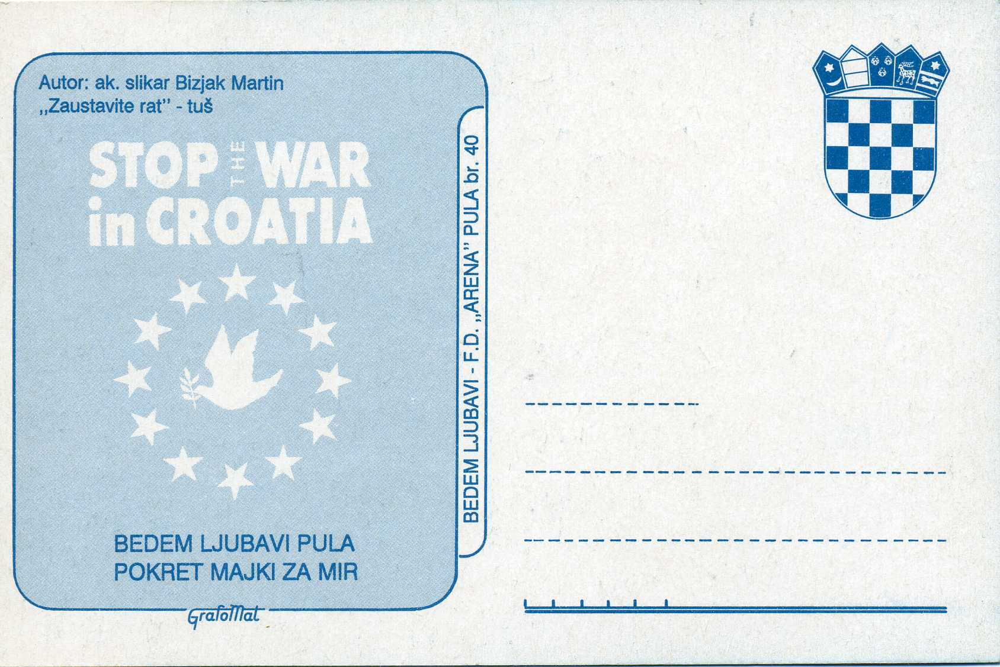 Autor: ak. slikar Bizjak Martin
,,Zaustavite rat” - tuš
STOP THE WAR
in CROATIA
BEDEM LJUBAVI PULA
POKRET MAJKI ZA MIR
GrafoMat
BEDEM LJUBAVI - F.D. ,,ARENA” PULA br. 40